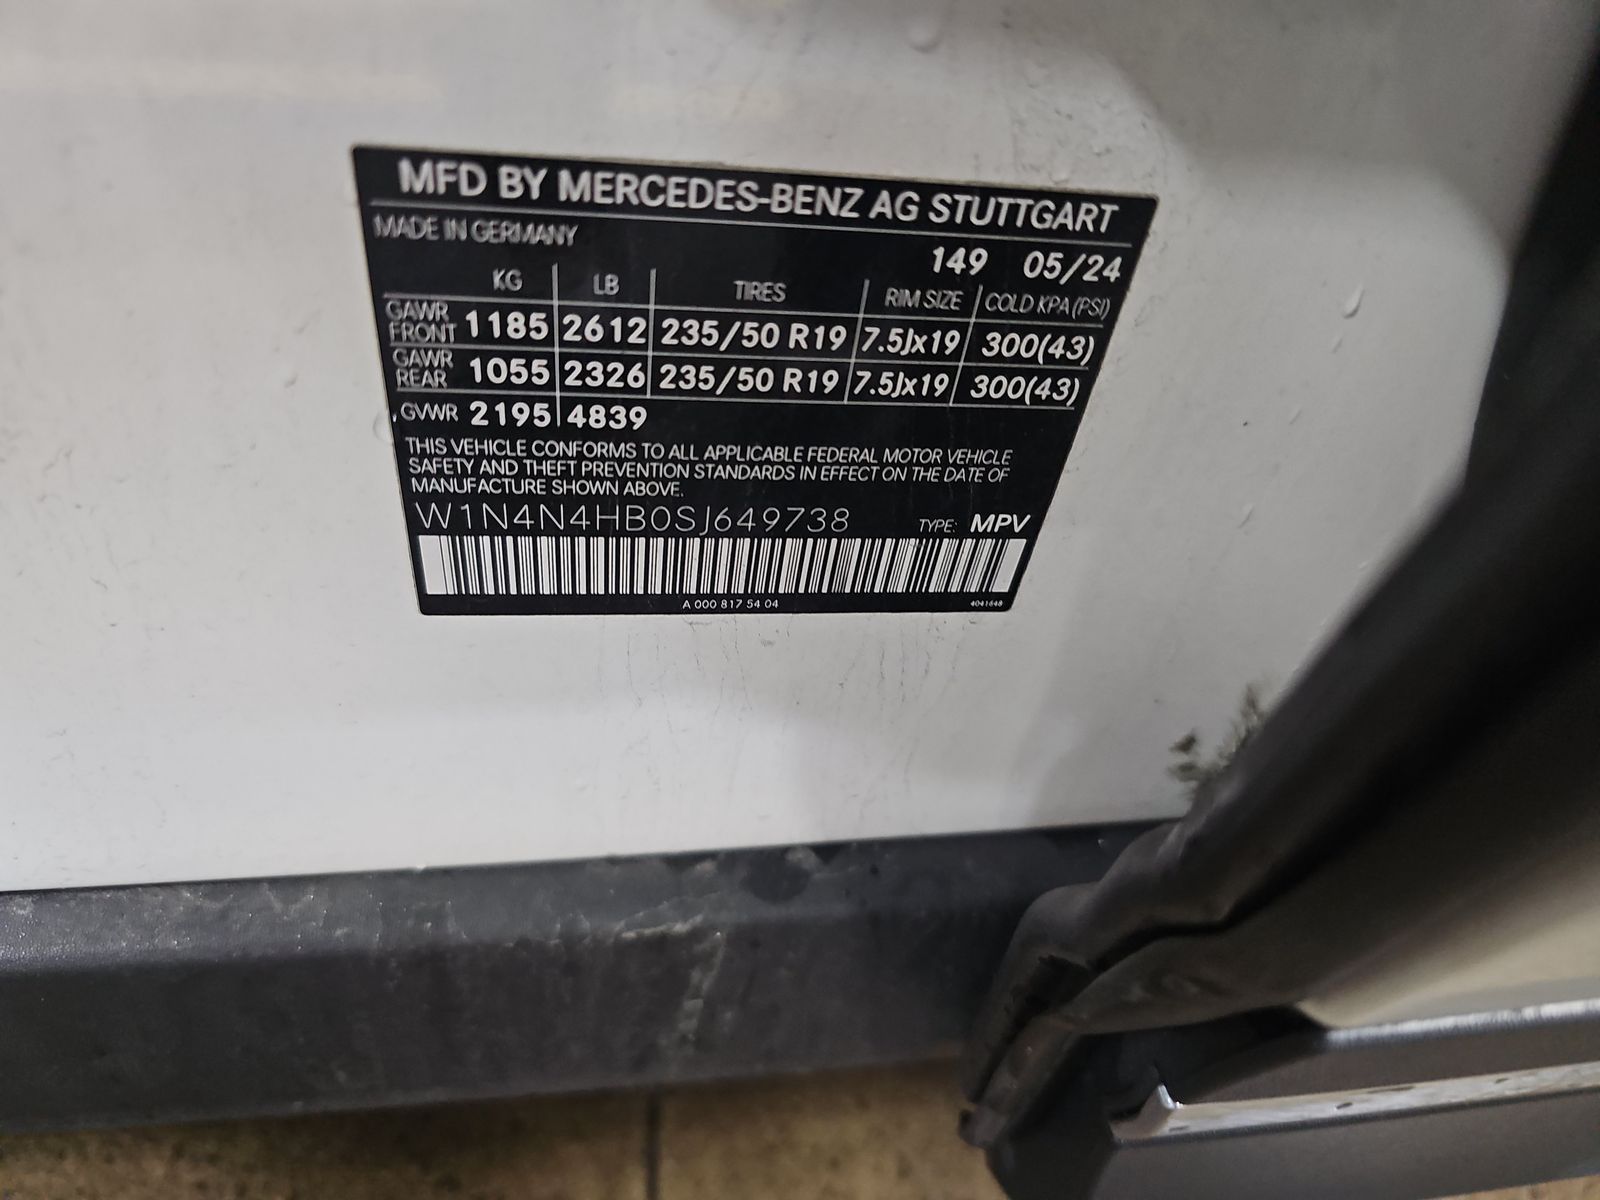 MFD BY MERCEDES-BENZ AG STUTTGART
MADE IN GERMANY
149 05/24
KG LB TIRES RIM SIZE COLD KPA (PSI)
GAWR FRONT 1185 2612 235/50 R19 7.5Jx19 300(43)
GAWR REAR 1055 2326 235/50 R19 7.5Jx19 300(43)
GVWR 2195 4839
THIS VEHICLE CONFORMS TO ALL APPLICABLE FEDERAL MOTOR VEHICLE
SAFETY AND THEFT PREVENTION STANDARDS IN EFFECT ON THE DATE OF
MANUFACTURE SHOWN ABOVE.
W1N4N4HB0SJ649738 TYPE: MPV
A 000 817 54 04 4041648